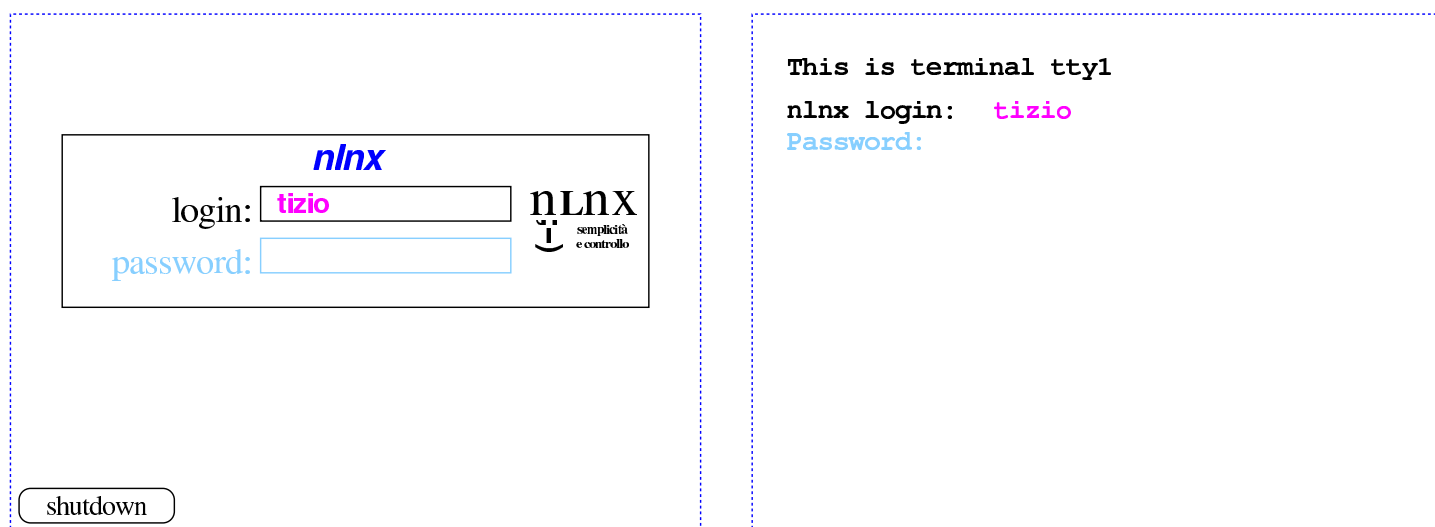 nlnx
login: tizio
password:
nLnx
semplicità
e controllo
shutdown
This is terminal tty1
nlnx login: tizio
Password: